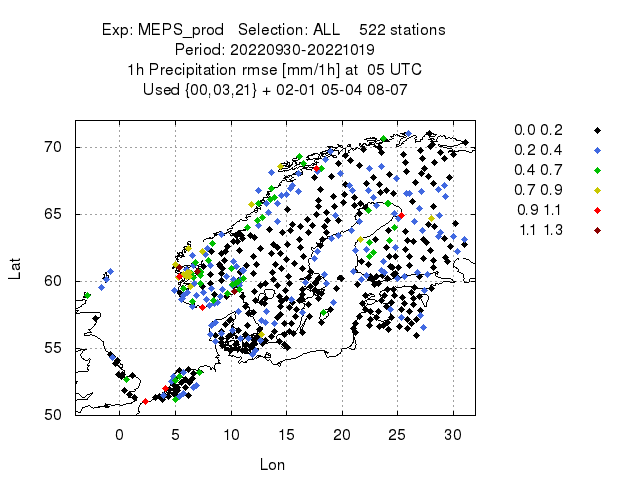 Exp: MEPS_prod Selection: ALL 522 stations
Period: 20220930-20221019
1h Precipitation rmse [mm/1h] at 05 UTC
Used {00,03,21} + 02-01 05-04 08-07
0.0 0.2
0.2 0.4
0.4 0.7
0.7 0.9
0.9 1.1
1.1 1.3
70
65
60
55
50
Lat
0 5 10 15 20 25 30
Lon